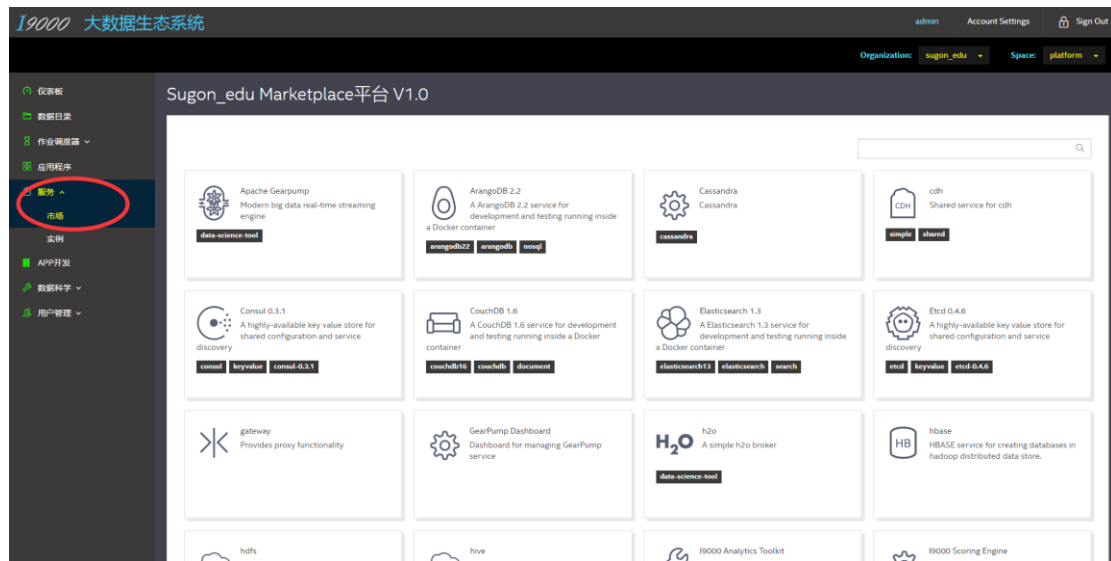 I9000 大数据生态系统
admin Account Settings Sign Out
Organization: sugon_edu Space: platform
仪表板
数据目录
作业调度器
应用程序
服务
市场
实例
APP开发
数据科学
用户管理
Sugon_edu Marketplace平台 V1.0
Apache Gearpump
Modern big data real-time streaming
engine
data-science-tool
ArangoDB 2.2
A ArangoDB 2.2 service for
development and testing running inside
a Docker container
arangodb22 arangodb nosql
Cassandra
Cassandra
cassandra
CDH
cdh
Shared service for cdh
simple shared
Consul 0.3.1
A highly-available key value store for
shared configuration and service
discovery
consul keyvalue consul-0.3.1
CouchDB 1.6
A CouchDB 1.6 service for development
and testing running inside a Docker
container
couchdb16 couchdb document
Elasticsearch 1.3
A Elasticsearch 1.3 service for
development and testing running inside
a Docker container
elasticsearch13 elasticsearch search
Etcd 0.4.6
A highly-available key value store for
shared configuration and service
discovery
etcd keyvalue etcd-0.4.6
gateway
Provides proxy functionality
GearPump Dashboard
Dashboard for managing GearPump
service
H2O
h2o
A simple h2o broker
data-science-tool
HB
hbase
HBASE service for creating databases in
hadoop distributed data store.
hdfs
hive
I9000 Analytics Toolkit
I9000 Scoring Engine